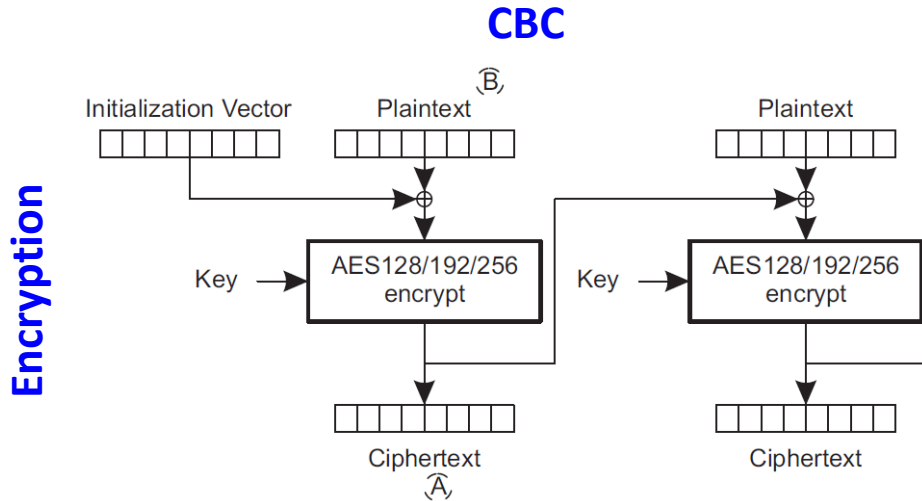 CBC
B
Initialization Vector
Plaintext
Plaintext
Encryption
Key
AES128/192/256
encrypt
Key
AES128/192/256
encrypt
Ciphertext
Ciphertext
A